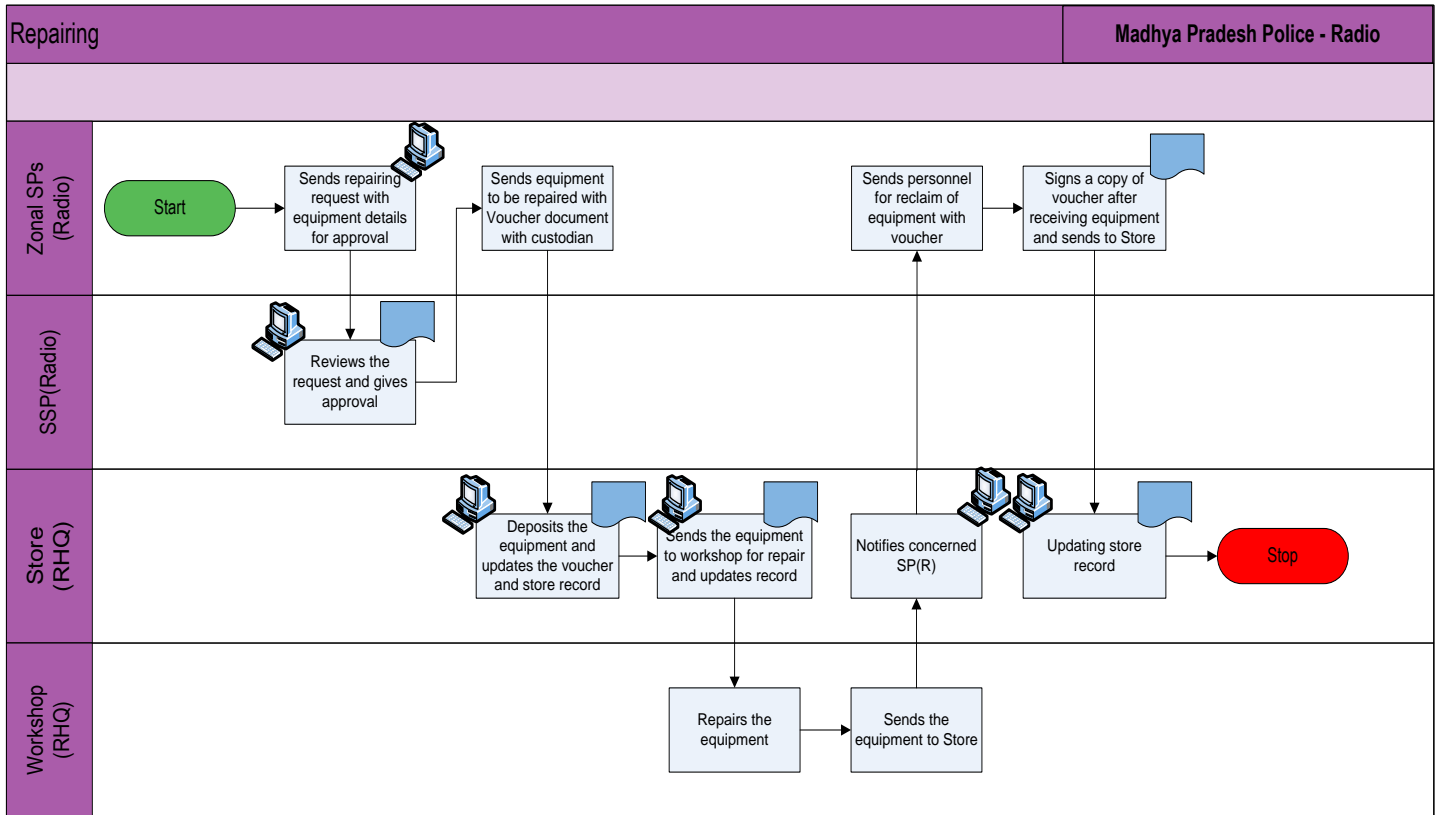 Repairing
Madhya Pradesh Police - Radio
Zonal SPs
(Radio)
Start
Sends repairing
request with
equipment details
for approval
Sends equipment
to be repaired with
Voucher document
with custodian
Sends personnel
for reclaim of
equipment with
voucher
Signs a copy of
voucher after
receiving equipment
and sends to Store
SSP(Radio)
Reviews the
request and gives
approval
Store
(RHQ)
Deposits the
equipment and
updates the voucher
and store record
Sends the equipment
to workshop for repair
and updates record
Notifies concerned
SP(R)
Updating store
record
Stop
Workshop
(RHQ)
Repairs the
equipment
Sends the
equipment to Store